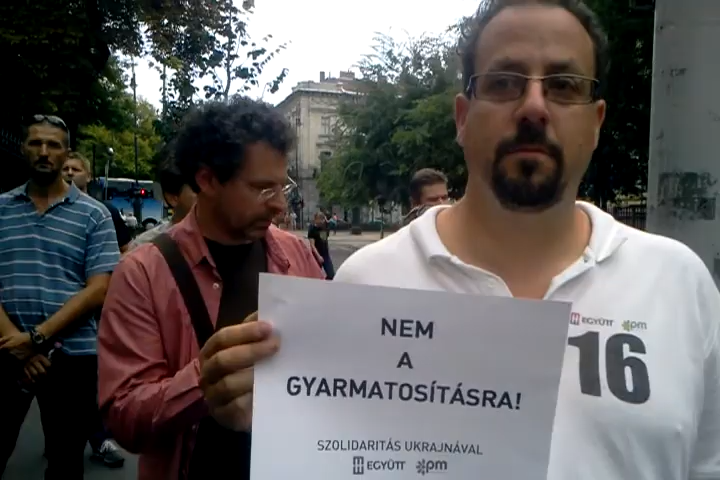 NEM
A
GYARMATOSÍTÁSRA!
SZOLIDARITÁS UKRAJNÁVAL
EGYÜTT pm
EGYÜTT pm
16